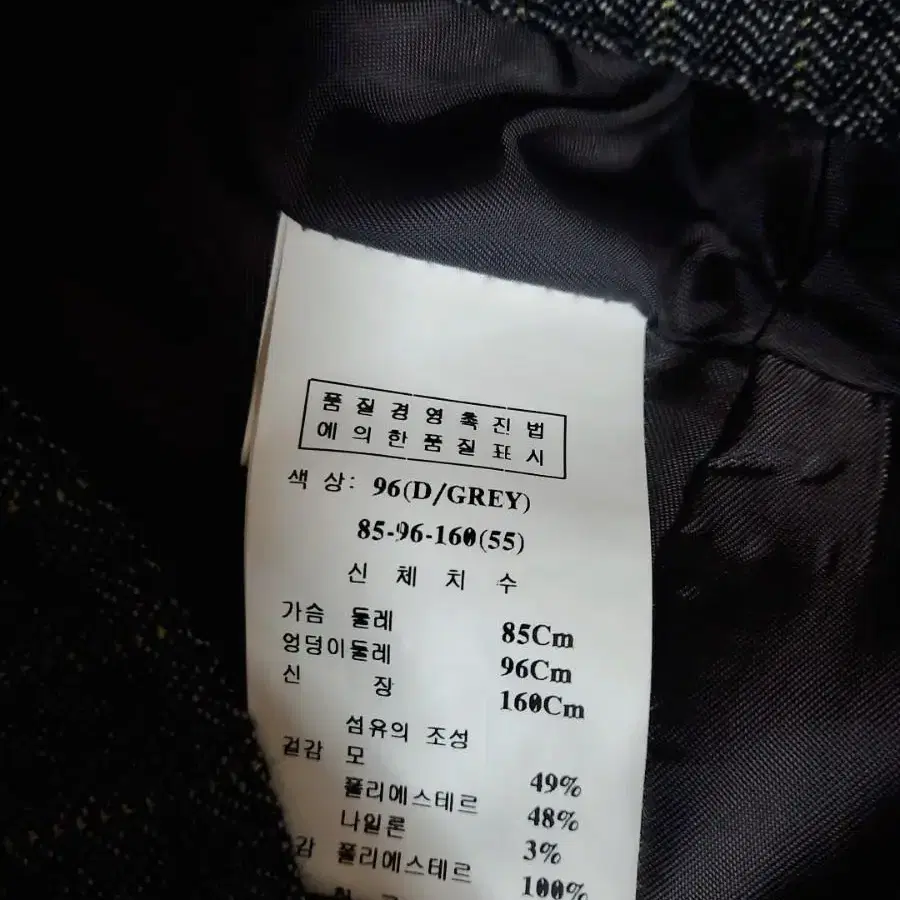 품질경영촉진법
에의한품질표시
색 상: 96(D/GREY)
85-96-160(55)
신 체 치 수
가슴 둘레 85Cm
엉덩이둘레 96Cm
신 장 160Cm
섬유의 조성
겉감 모 49%
폴리에스테르 48%
나일론 3%
감 폴리에스테르 100%